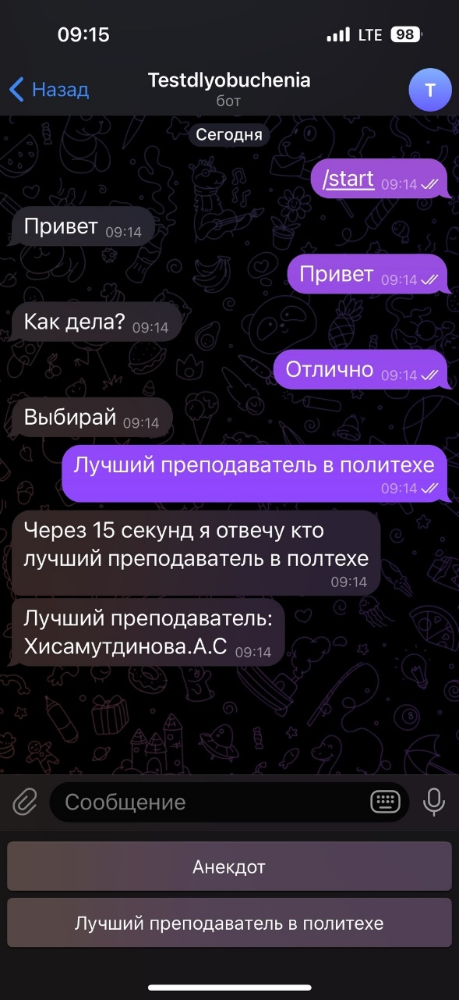 09:15
LTE 98
Назад
Testdlyobuchenia
бот
T
Сегодня
/start 09:14
Привет 09:14
Привет 09:14
Как дела? 09:14
Отлично 09:14
Выбирай 09:14
Лучший преподаватель в политехе
09:14
Через 15 секунд я отвечу кто
лучший преподаватель в полтехе
09:14
Лучший преподаватель:
Хисамутдинова.А.С 09:14
Сообщение
Анекдот
Лучший преподаватель в политехе